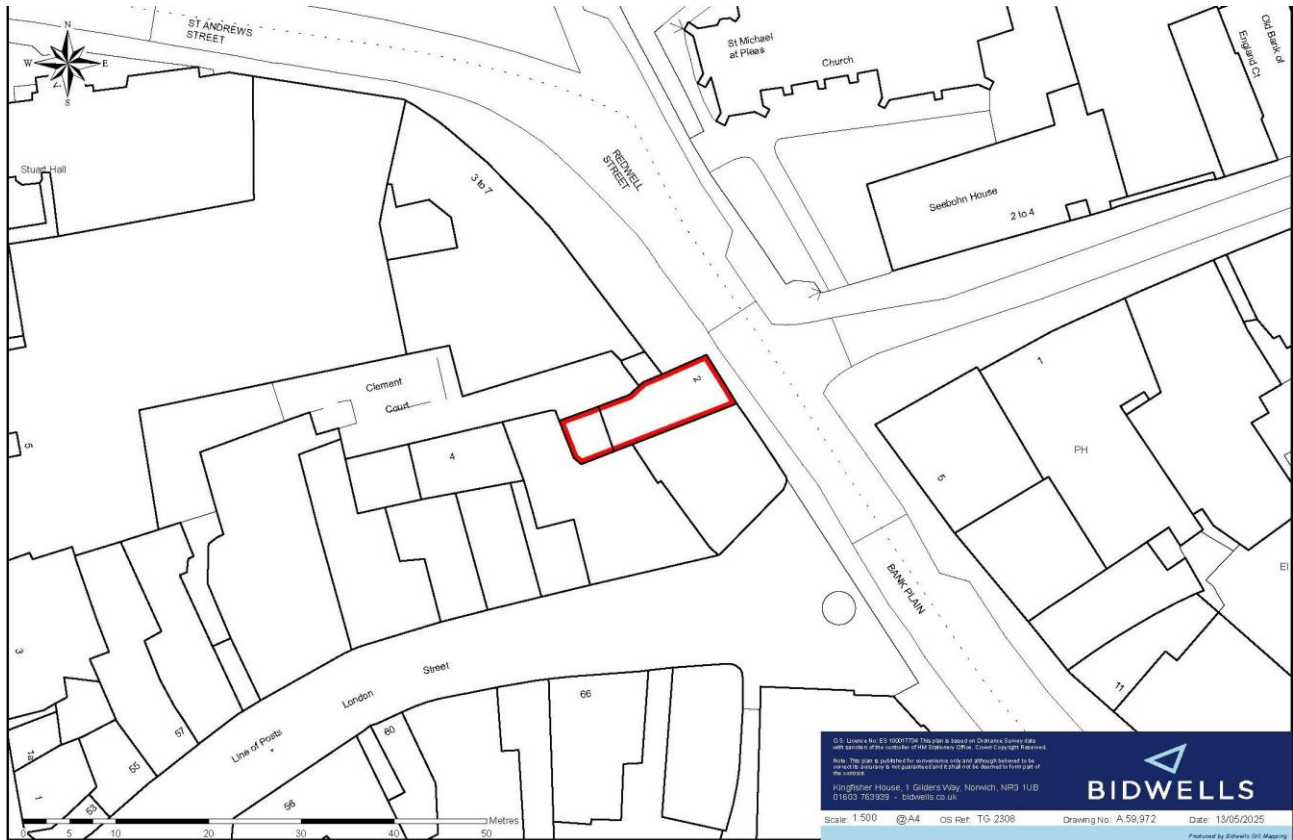 ST ANDREWS
STREET
N
W
E
S
St Michael
at Pleas
Church
Old Bank of
England Ct
Stuart Hall
3 to 7
REDWELL
STREET
Seebohn House
2 to 4
Clement
Court
2
1
4
5
PH
5
EI
BANK PLAIN
3
London
Street
Line of Posts
66
60
57
55
53
56
11
1
0 5 10 20 30 40 50 Metres
O.S. Licence No: ES 100017734 This plan is based on Ordnance Survey data
with sanction of the controller of HM Stationery Office. Crown Copyright Reserved.
Note: This plan is published for convenience only and although believed to be
correct its accuracy is not guaranteed and it shall not be deemed to form part of
the contract.
Kingfisher House, 1 Gilders Way, Norwich, NR3 1UB
01603 763939 - bidwells.co.uk
BIDWELLS
Scale: 1:500 @A4 OS Ref: TG 2308 Drawing No: A.59,972 Date: 13/05/2025
Produced by Bidwells GIS Mapping